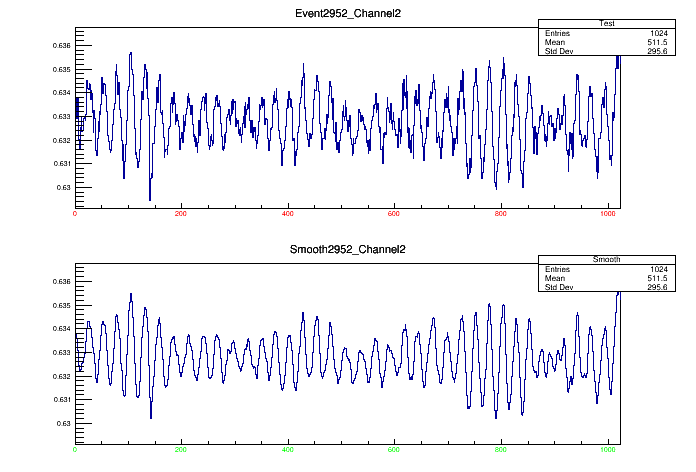 Event2952_Channel2
Test
Entries 1024
Mean 511.5
Std Dev 295.6
0.636
0.635
0.634
0.633
0.632
0.631
0.63
0 200 400 600 800 1000
Smooth2952_Channel2
Smooth
Entries 1024
Mean 511.5
Std Dev 295.6
0.636
0.635
0.634
0.633
0.632
0.631
0.63
0 200 400 600 800 1000